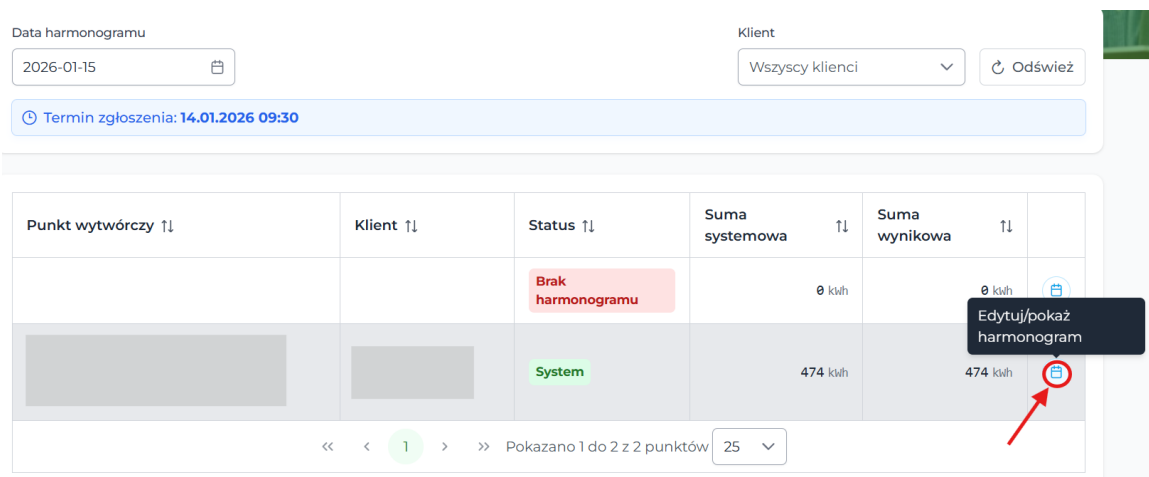 Data harmonogramu
Klient
2026-01-15
Wszyscy klienci
Odśwież
Termin zgłoszenia: 14.01.2026 09:30
Punkt wytwórczy
Klient
Status
Suma
systemowa
Suma
wynikowa
Brak
harmonogramu
0 kWh
0 kWh
Edytuj/pokaż
harmonogram
System
474 kWh
474 kWh
1
Pokazano 1 do 2 z 2 punktów
25